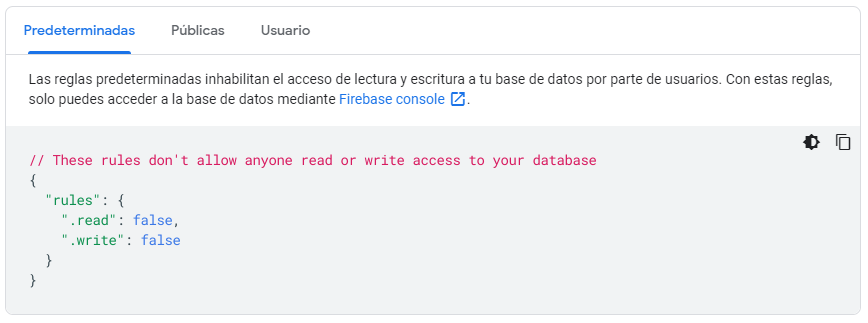 Predeterminadas Públicas Usuario
Las reglas predeterminadas inhabilitan el acceso de lectura y escritura a tu base de datos por parte de usuarios. Con estas reglas,
solo puedes acceder a la base de datos mediante Firebase console.
// These rules don't allow anyone read or write access to your database
{
  "rules": {
    ".read": false,
    ".write": false
  }
}